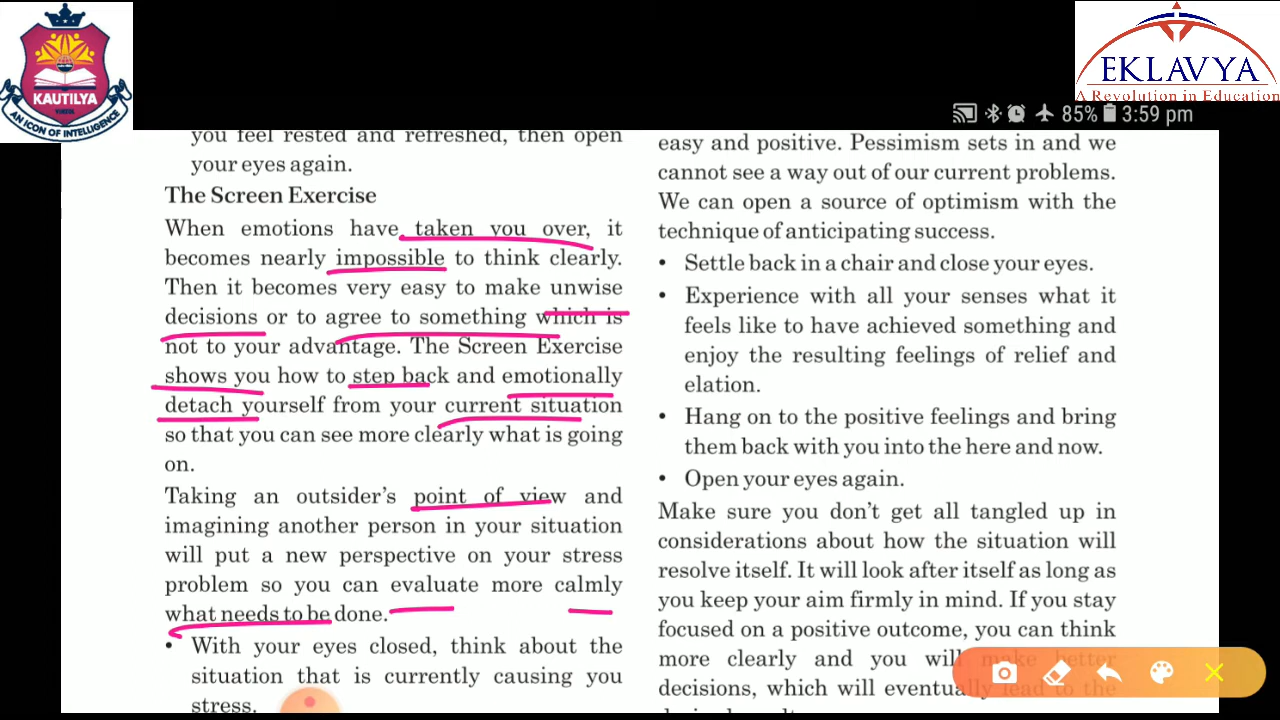 KAUTILYA
AN ICON OF INTELLIGENCE
EKLAVYA
A Revolution in Education
85% 3:59 pm
you feel rested and refreshed, then open
your eyes again.
The Screen Exercise
When emotions have taken you over, it
becomes nearly impossible to think clearly.
Then it becomes very easy to make unwise
decisions or to agree to something which is
not to your advantage. The Screen Exercise
shows you how to step back and emotionally
detach yourself from your current situation
so that you can see more clearly what is going
on.
Taking an outsider's point of view and
imagining another person in your situation
will put a new perspective on your stress
problem so you can evaluate more calmly
what needs to be done.
• With your eyes closed, think about the
situation that is currently causing you
stress.
easy and positive. Pessimism sets in and we
cannot see a way out of our current problems.
We can open a source of optimism with the
technique of anticipating success.
• Settle back in a chair and close your eyes.
• Experience with all your senses what it
feels like to have achieved something and
enjoy the resulting feelings of relief and
elation.
• Hang on to the positive feelings and bring
them back with you into the here and now.
• Open your eyes again.
Make sure you don't get all tangled up in
considerations about how the situation will
resolve itself. It will look after itself as long as
you keep your aim firmly in mind. If you stay
focused on a positive outcome, you can think
more clearly and you will make better
decisions, which will eventually lead to the